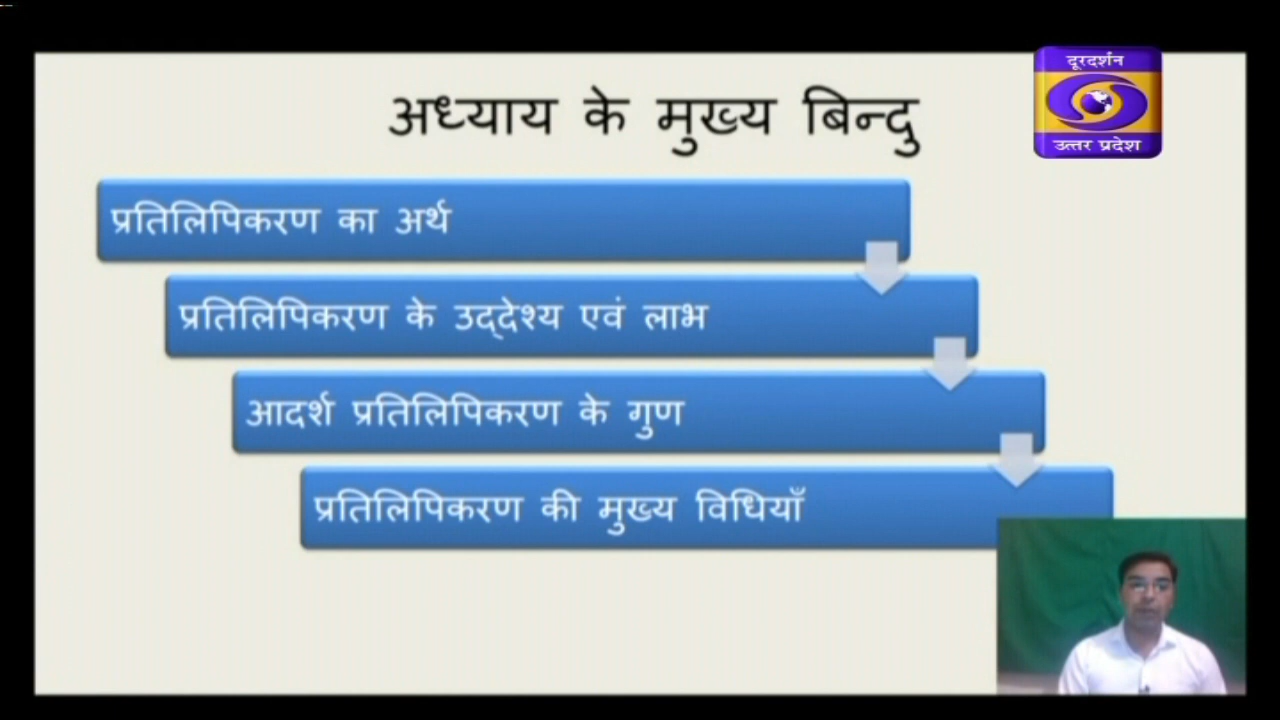 दूरदर्शन
उत्तर प्रदेश
अध्याय के मुख्य बिन्दु
प्रतिलिपिकरण का अर्थ
प्रतिलिपिकरण के उद्‌देश्य एवं लाभ
आदर्श प्रतिलिपिकरण के गुण
प्रतिलिपिकरण की मुख्य विधियाँ